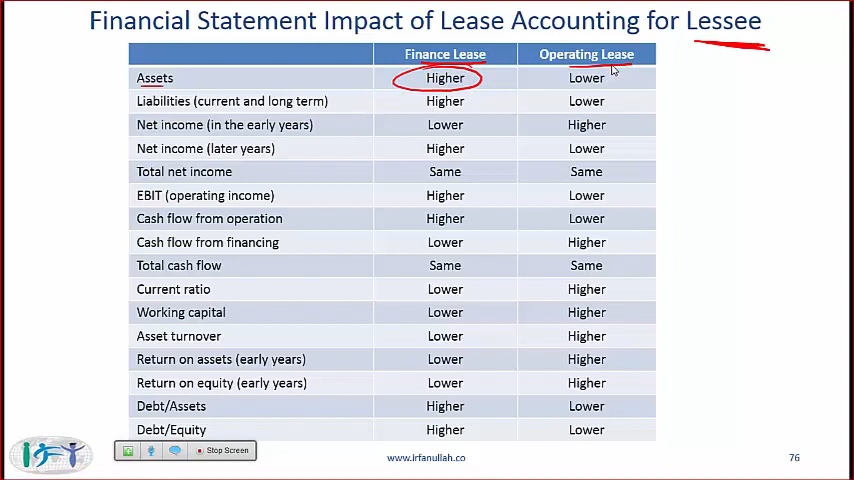 Financial Statement Impact of Lease Accounting for Lessee
Finance Lease Operating Lease
Assets Higher Lower
Liabilities (current and long term) Higher Lower
Net income (in the early years) Lower Higher
Net income (later years) Higher Lower
Total net income Same Same
EBIT (operating income) Higher Lower
Cash flow from operation Higher Lower
Cash flow from financing Lower Higher
Total cash flow Same Same
Current ratio Lower Higher
Working capital Lower Higher
Asset turnover Lower Higher
Return on assets (early years) Lower Higher
Return on equity (early years) Lower Higher
Debt/Assets Higher Lower
Debt/Equity Higher Lower
Stop Screen
www.irfanullah.co 76